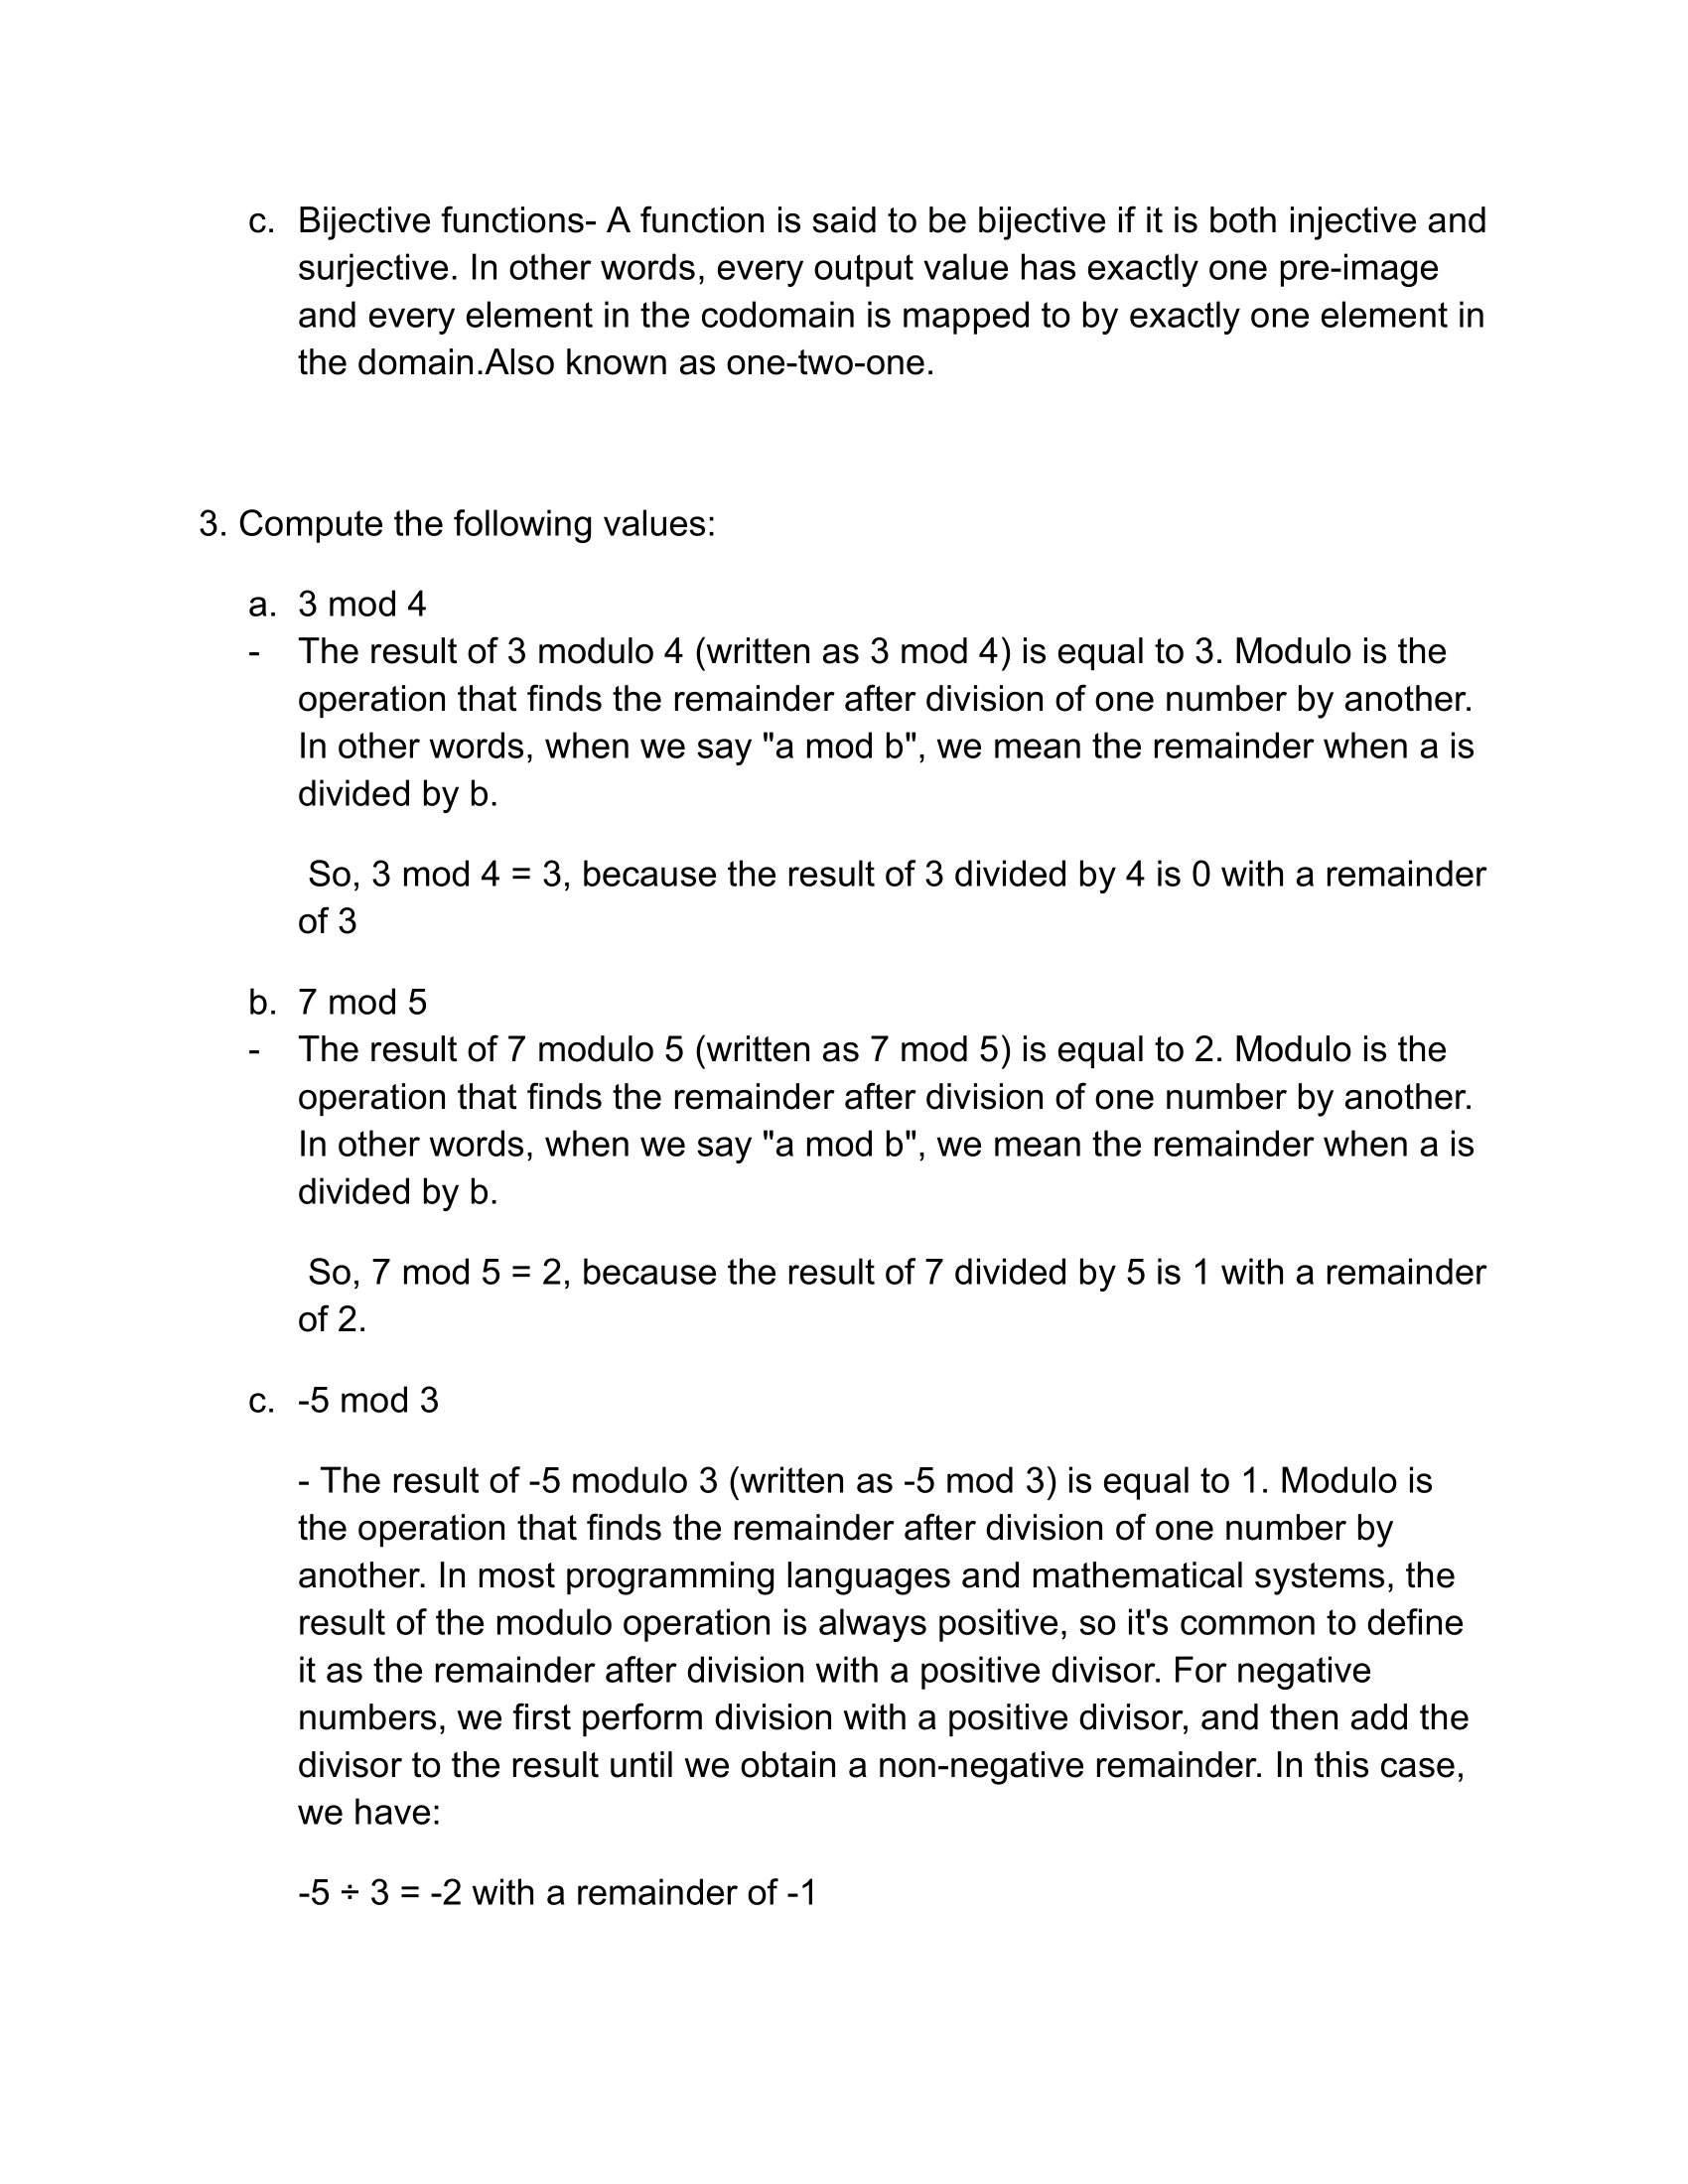 c. Bijective functions- A function is said to be bijective if it is both injective and
surjective. In other words, every output value has exactly one pre-image
and every element in the codomain is mapped to by exactly one element in
the domain.Also known as one-two-one.
3. Compute the following values:
a. 3 mod 4
- The result of 3 modulo 4 (written as 3 mod 4) is equal to 3. Modulo is the
operation that finds the remainder after division of one number by another.
In other words, when we say "a mod b", we mean the remainder when a is
divided by b.
So, 3 mod 4 = 3, because the result of 3 divided by 4 is 0 with a remainder
of 3
b. 7 mod 5
- The result of 7 modulo 5 (written as 7 mod 5) is equal to 2. Modulo is the
operation that finds the remainder after division of one number by another.
In other words, when we say "a mod b", we mean the remainder when a is
divided by b.
So, 7 mod 5 = 2, because the result of 7 divided by 5 is 1 with a remainder
of 2.
c. -5 mod 3
- The result of -5 modulo 3 (written as -5 mod 3) is equal to 1. Modulo is
the operation that finds the remainder after division of one number by
another. In most programming languages and mathematical systems, the
result of the modulo operation is always positive, so it's common to define
it as the remainder after division with a positive divisor. For negative
numbers, we first perform division with a positive divisor, and then add the
divisor to the result until we obtain a non-negative remainder. In this case,
we have:
-5 ÷ 3 = -2 with a remainder of -1